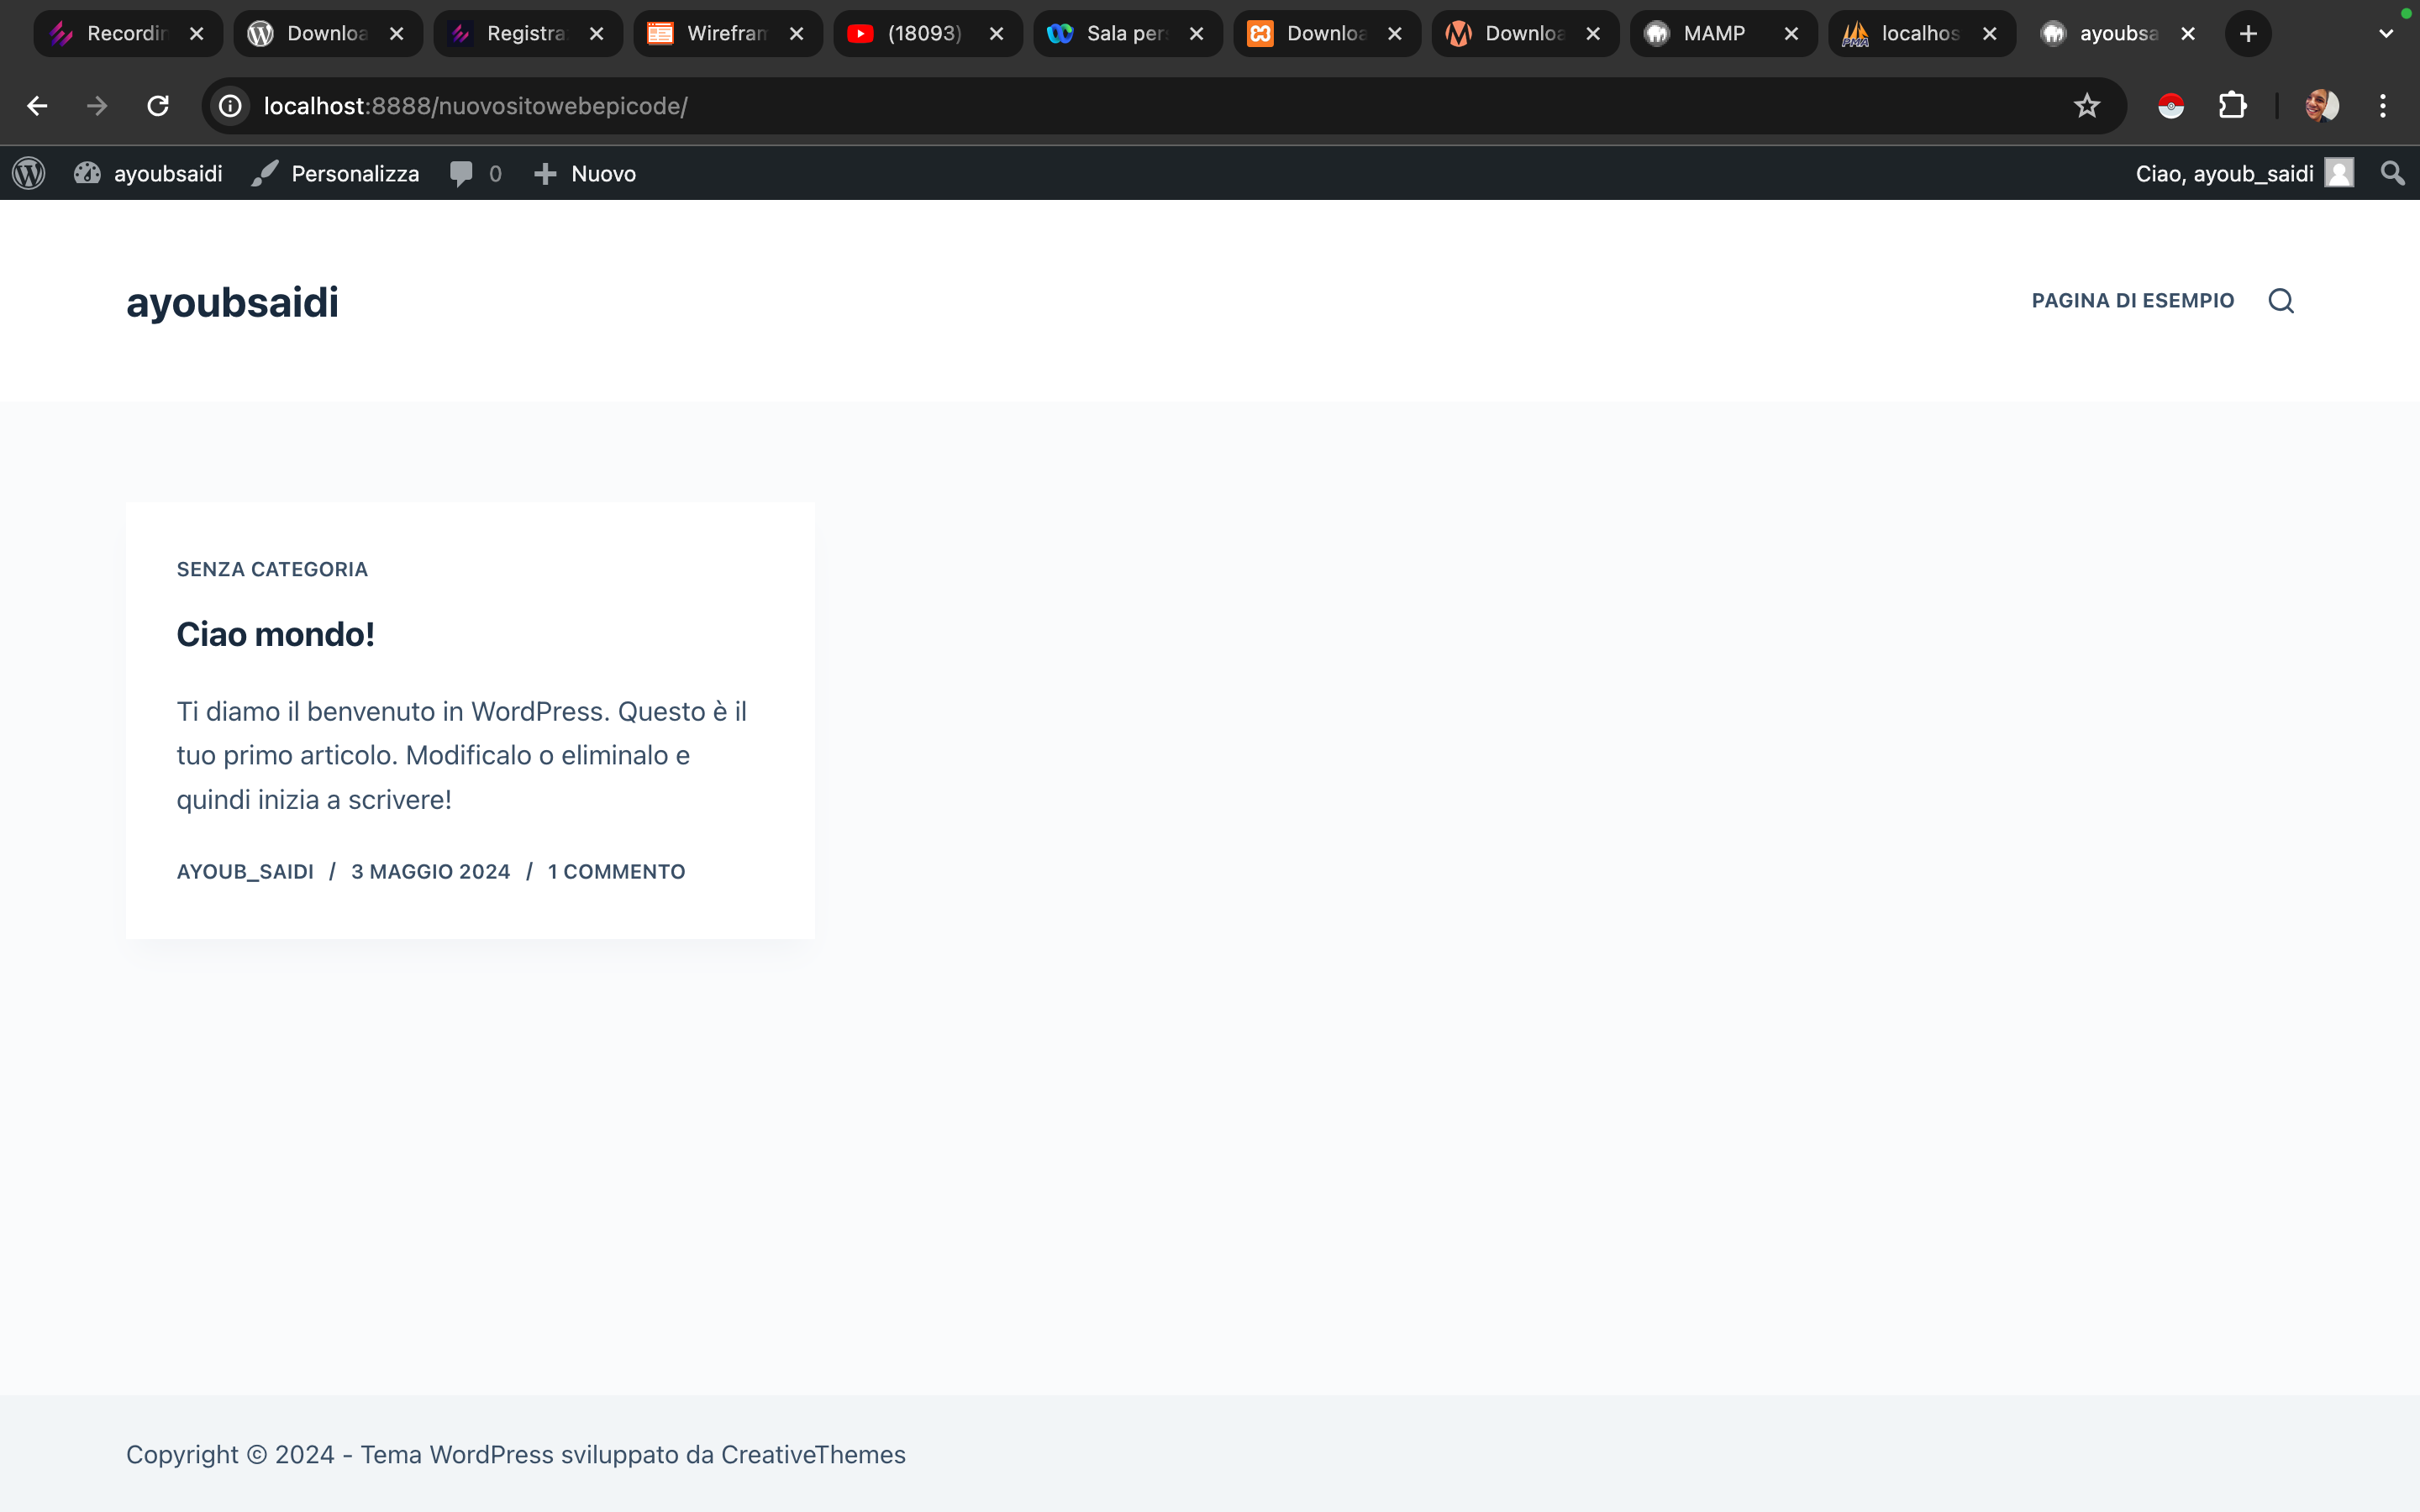 Recordin Downloa Registra Wirefram (18093) Sala per Downloa Downloa MAMP localhos ayoubsa
localhost:8888/nuovositowebepicode/
ayoubsaidi Personalizza 0 Nuovo Ciao, ayoub_saidi
ayoubsaidi
PAGINA DI ESEMPIO
SENZA CATEGORIA
Ciao mondo!
Ti diamo il benvenuto in WordPress. Questo è il
tuo primo articolo. Modificalo o eliminalo e
quindi inizia a scrivere!
AYOUB_SAIDI / 3 MAGGIO 2024 / 1 COMMENTO
Copyright © 2024 - Tema WordPress sviluppato da CreativeThemes